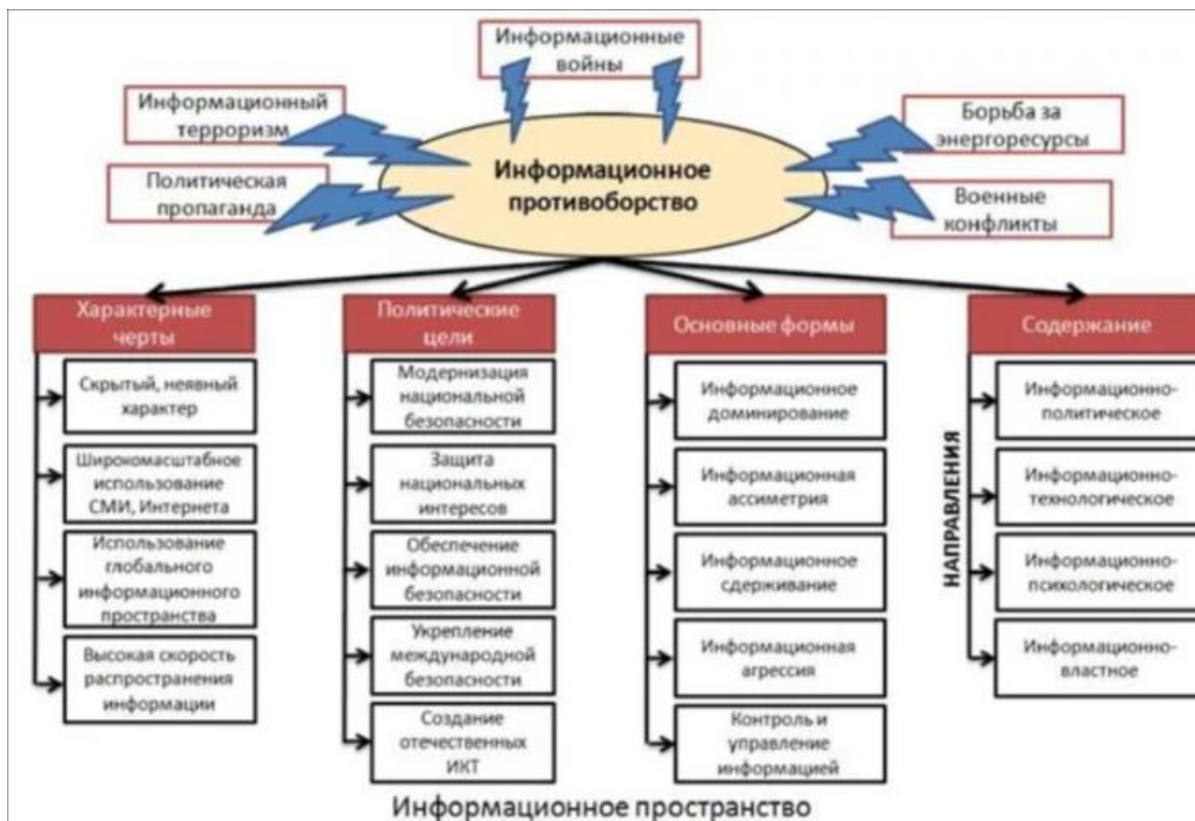 Информационные
войны
Информационный
терроризм
Борьба за
энергоресурсы
Политическая
пропаганда
Военные
конфликты
Информационное
противоборство
Характерные
черты
Скрытый, неявный
характер
Широкомасштабное
использование
СМИ, Интернета
Использование
глобального
информационного
пространства
Высокая скорость
распространения
информации
Политические
цели
Модернизация
национальной
безопасности
Защита
национальных
интересов
Обеспечение
информационной
безопасности
Укрепление
международной
безопасности
Создание
отечественных
ИКТ
Основные формы
Информационное
доминирование
Информационная
ассиметрия
Информационное
сдерживание
Информационная
агрессия
Контроль и
управление
информацией
Содержание
НАПРАВЛЕНИЯ
Информационно-
политическое
Информационно-
технологическое
Информационно-
психологическое
Информационно-
властное
Информационное пространство